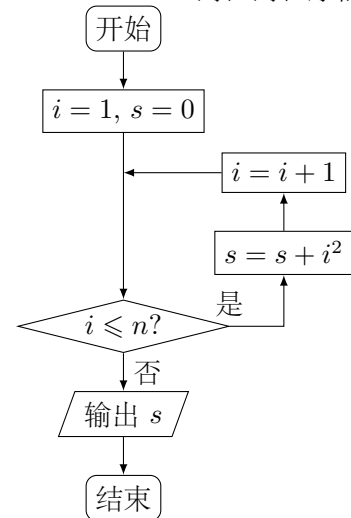 开始
i = 1, s = 0
i = i + 1
s = s + i²
i ⩽ n?
是
否
输出 s
结束